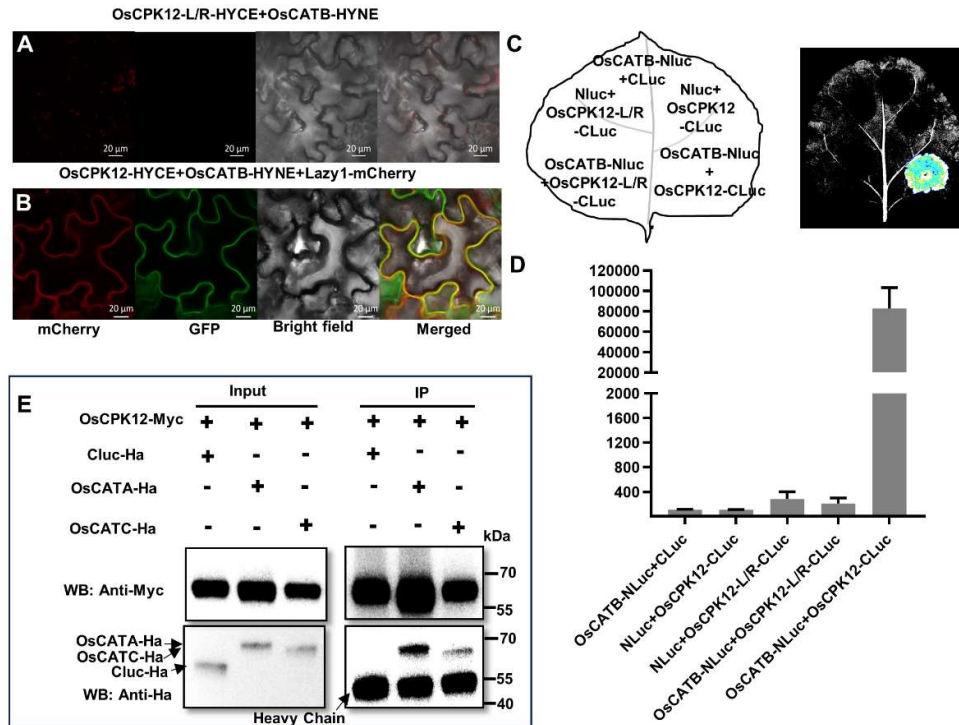 OsCPK12-L/R-HYCE+OsCATB-HYNE
A
20 µm
20 µm
20 µm
20 µm
OsCPK12-HYCE+OsCATB-HYNE+Lazy1-mCherry
B
20 µm
20 µm
20 µm
20 µm
mCherry
GFP
Bright field
Merged
C
OsCATB-Nluc
+CLuc
Nluc+
OsCPK12-L/R
-CLuc
Nluc+
OsCPK12
-CLuc
OsCATB-Nluc
+OsCPK12-L/R
-CLuc
OsCATB-Nluc
+
OsCPK12-CLuc
D
120000
100000
80000
60000
40000
20000
2000
1600
1200
800
400
OsCATB-NLuc+CLuc
NLuc+OsCPK12-CLuc
NLuc+OsCPK12-L/R-CLuc
OsCATB-NLuc+OsCPK12-L/R-CLuc
OsCATB-NLuc+OsCPK12-CLuc
E
Input
IP
OsCPK12-Myc + + + + + +
Cluc-Ha + - - + - -
OsCATA-Ha - + - - + -
OsCATC-Ha - - + - - +
kDa
WB: Anti-Myc
70
55
OsCATA-Ha
OsCATC-Ha
Cluc-Ha
WB: Anti-Ha
70
55
40
Heavy Chain